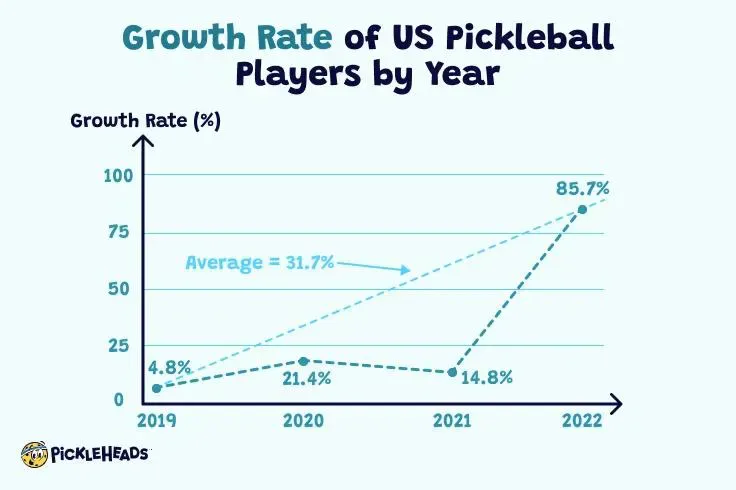 Growth Rate of US Pickleball
Players by Year
Growth Rate (%)
100
75
50
25
0
85.7%
Average = 31.7%
4.8%
21.4%
14.8%
2019 2020 2021 2022
PICKLEHEADS